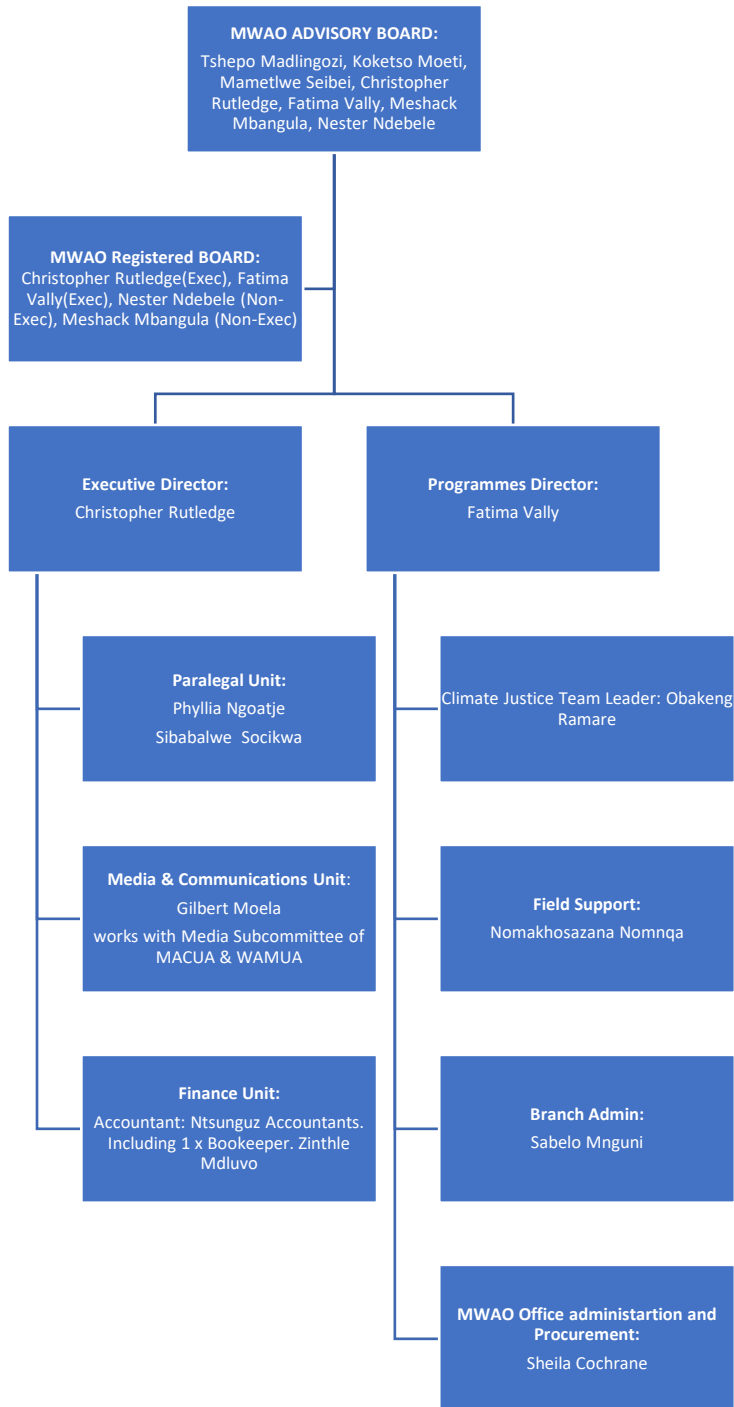 MWAO ADVISORY BOARD:
Tshepo Madlingozi, Koketso Moeti,
Mametlwe Seibei, Christopher
Rutledge, Fatima Vally, Meshack
Mbangula, Nester Ndebele
MWAO Registered BOARD:
Christopher Rutledge(Exec), Fatima
Vally(Exec), Nester Ndebele (Non-
Exec), Meshack Mbangula (Non-Exec)
Executive Director:
Christopher Rutledge
Programmes Director:
Fatima Vally
Paralegal Unit:
Phyllia Ngoatje
Sibabalwe Socikwa
Climate Justice Team Leader: Obakeng
Ramare
Media & Communications Unit:
Gilbert Moela
works with Media Subcommittee of
MACUA & WAMUA
Field Support:
Nomakhosazana Nomnqa
Finance Unit:
Accountant: Ntsunguz Accountants.
Including 1 x Bookeeper. Zinthle
Mdluvo
Branch Admin:
Sabelo Mnguni
MWAO Office administartion and
Procurement:
Sheila Cochrane